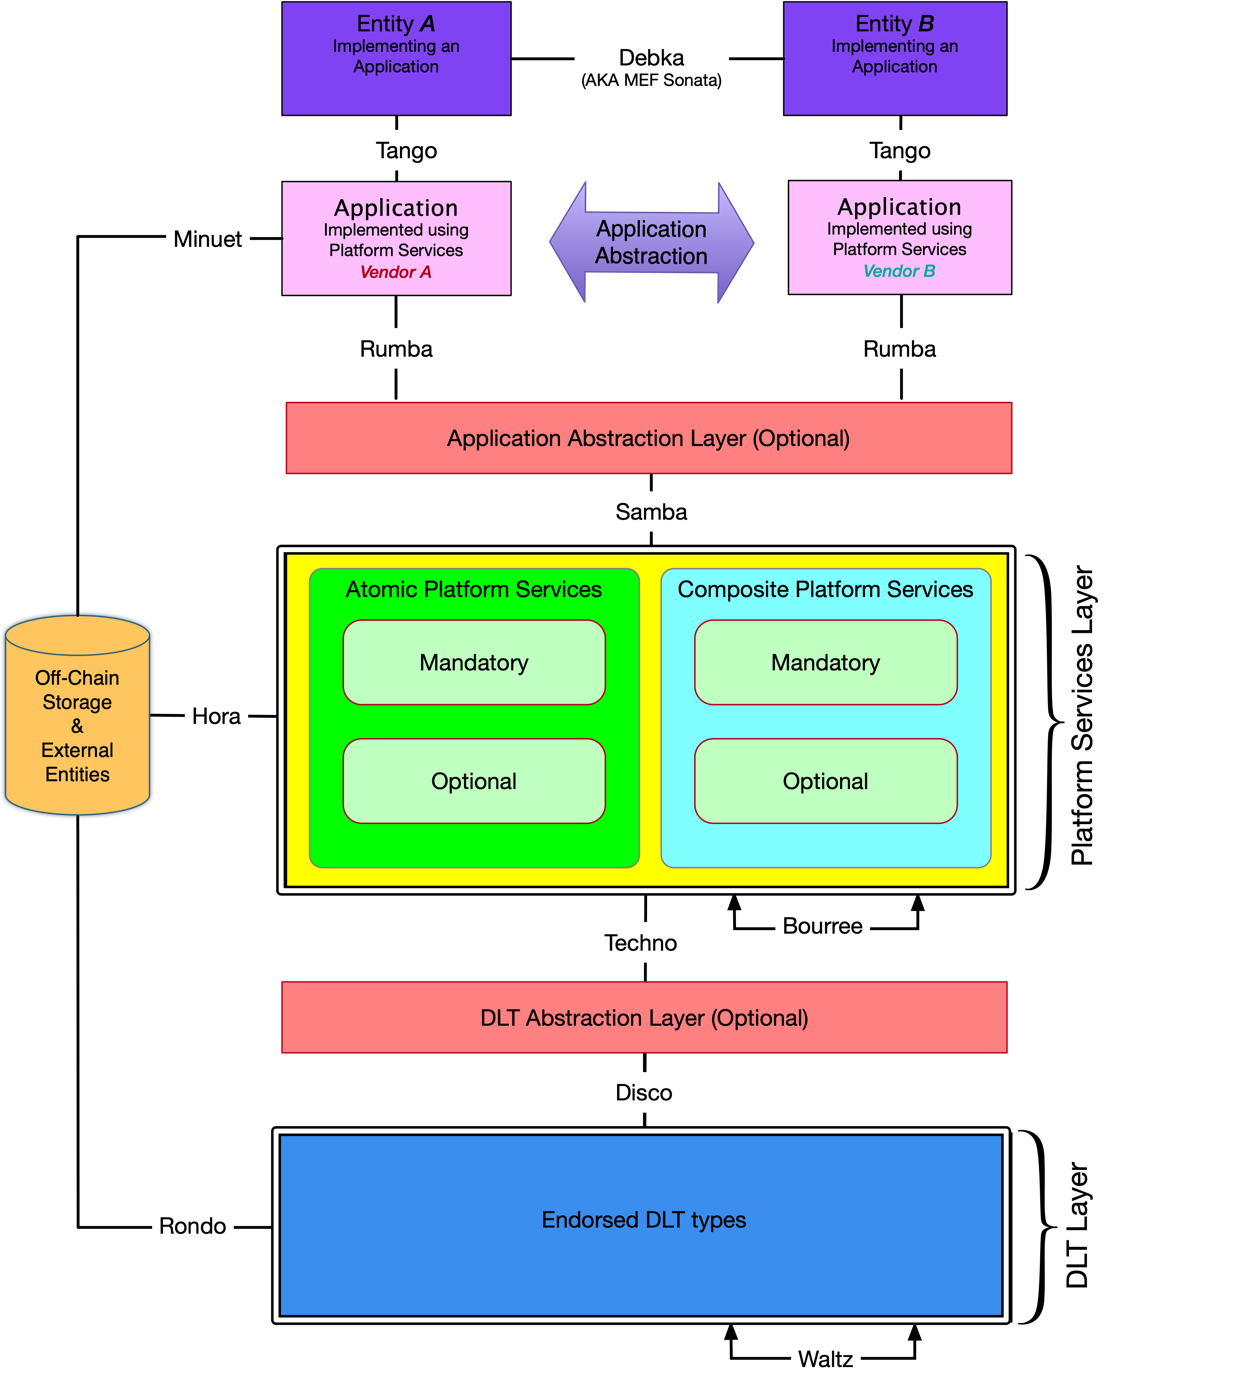 Entity A
Implementing an
Application
Debka
(AKA MEF Sonata)
Entity B
Implementing an
Application
Tango
Tango
Minuet
Application
Implemented using
Platform Services
Vendor A
Application
Abstraction
Application
Implemented using
Platform Services
Vendor B
Rumba
Rumba
Application Abstraction Layer (Optional)
Samba
Atomic Platform Services
Mandatory
Optional
Composite Platform Services
Mandatory
Optional
Platform Services Layer
Off-Chain
Storage
&
External
Entities
Hora
Techno
Bourree
DLT Abstraction Layer (Optional)
Disco
Rondo
Endorsed DLT types
DLT Layer
Waltz